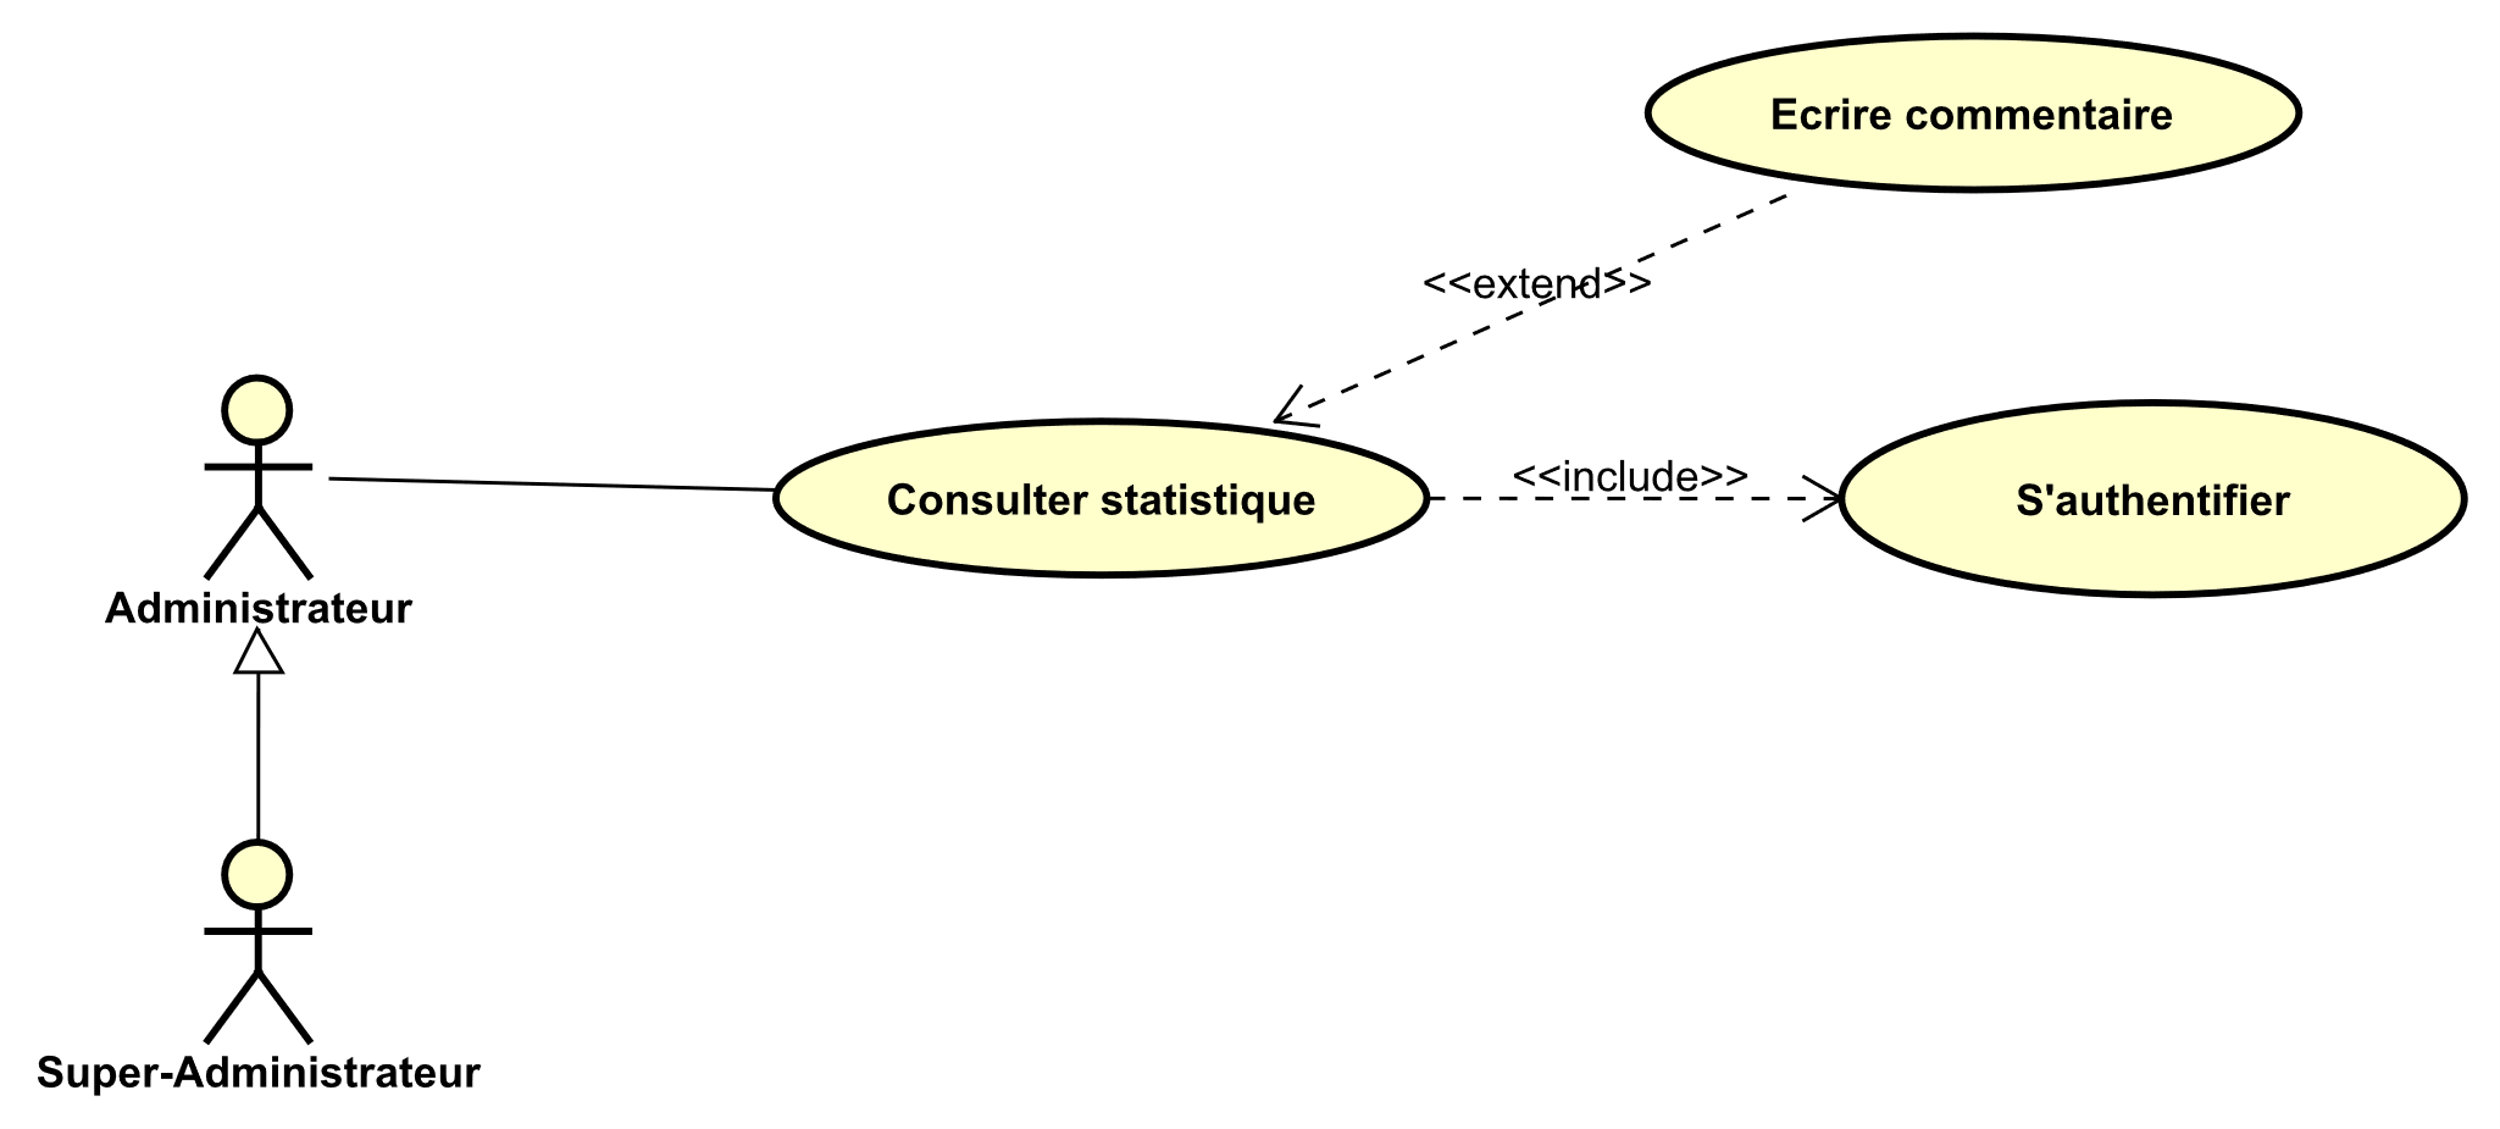 Ecrire commentaire
<<extend>>
<<include>>
Consulter statistique
S'authentifier
Administrateur
Super-Administrateur